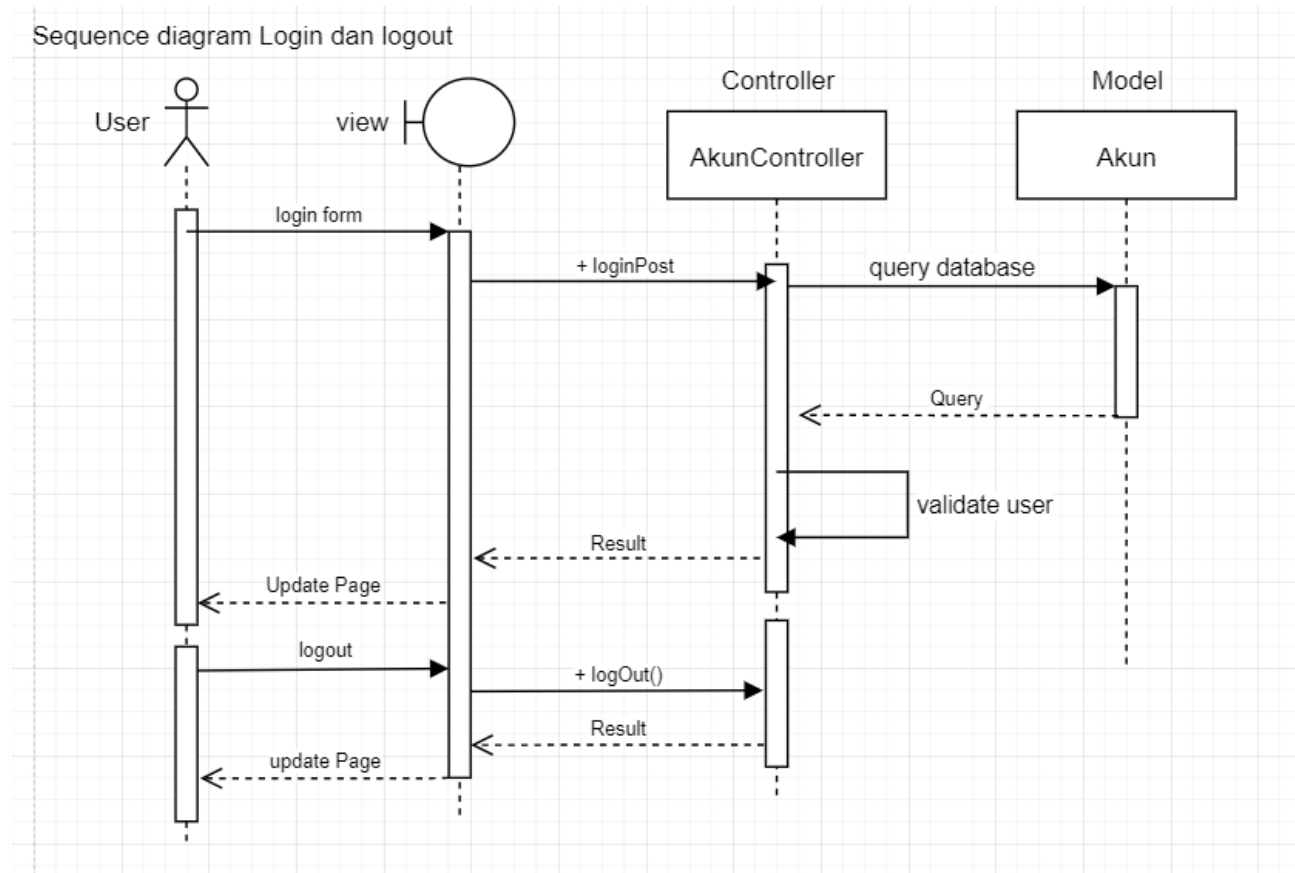 Sequence diagram Login dan logout
Controller
Model
User
view
AkunController
Akun
login form
+ loginPost
query database
Query
validate user
Result
Update Page
logout
+ logOut()
Result
update Page